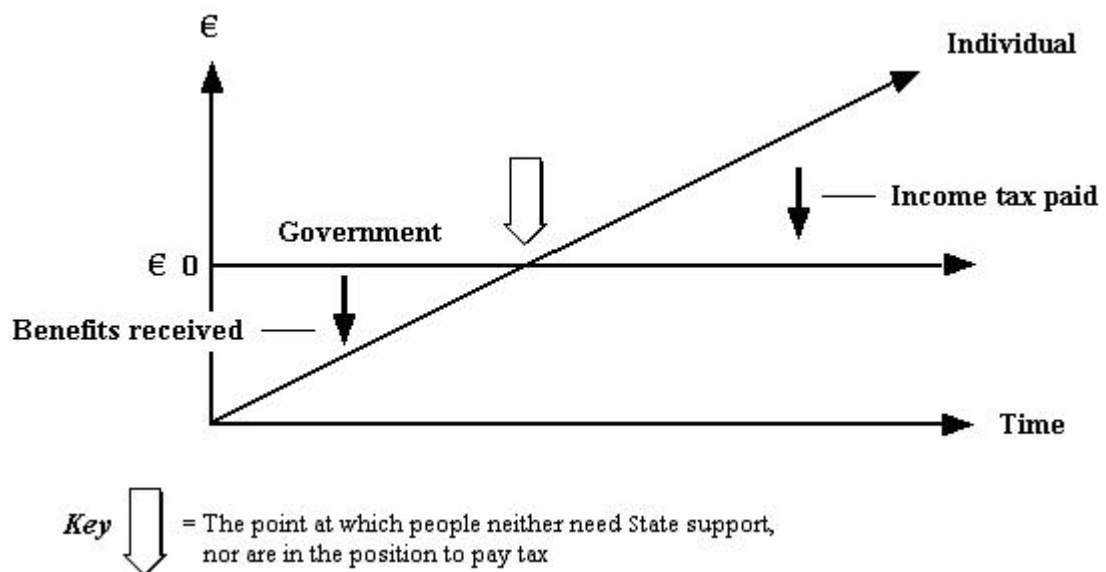 €
Individual
Income tax paid
Government
€ 0
Benefits received
Time
Key
= The point at which people neither need State support,
nor are in the position to pay tax